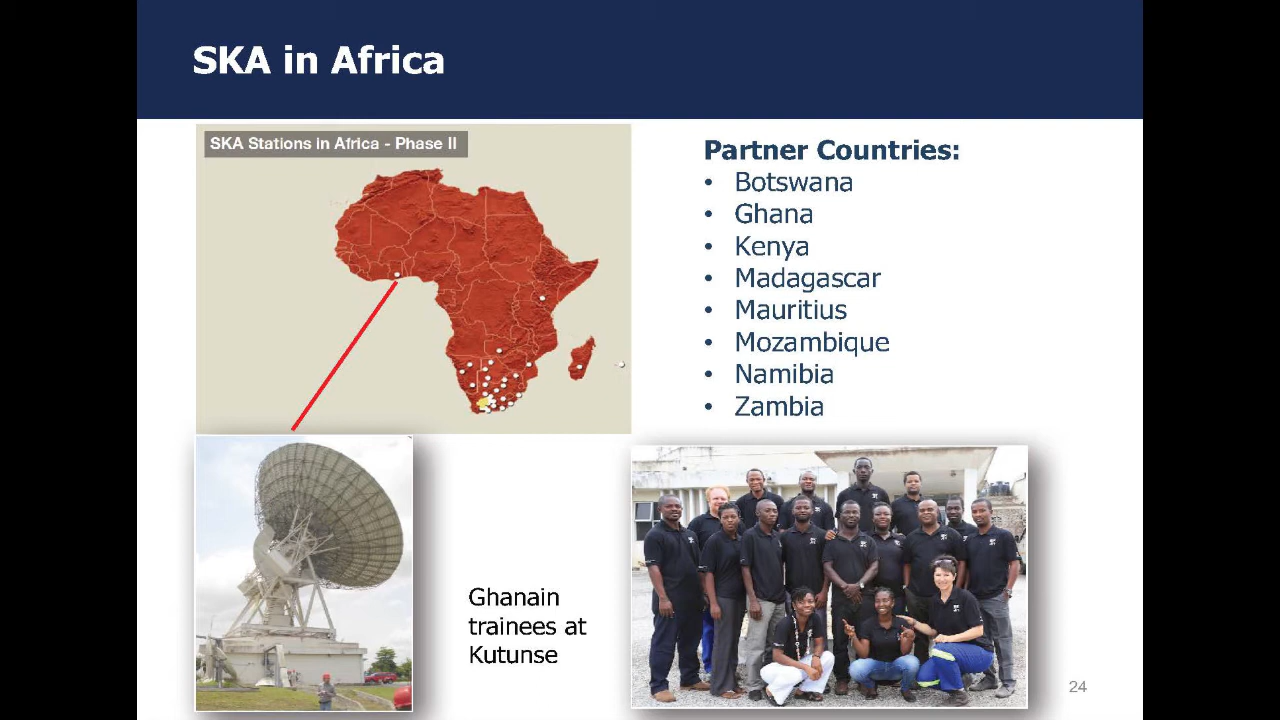 SKA in Africa
SKA Stations in Africa - Phase II
Partner Countries:
• Botswana
• Ghana
• Kenya
• Madagascar
• Mauritius
• Mozambique
• Namibia
• Zambia
Ghanain
trainees at
Kutunse
24